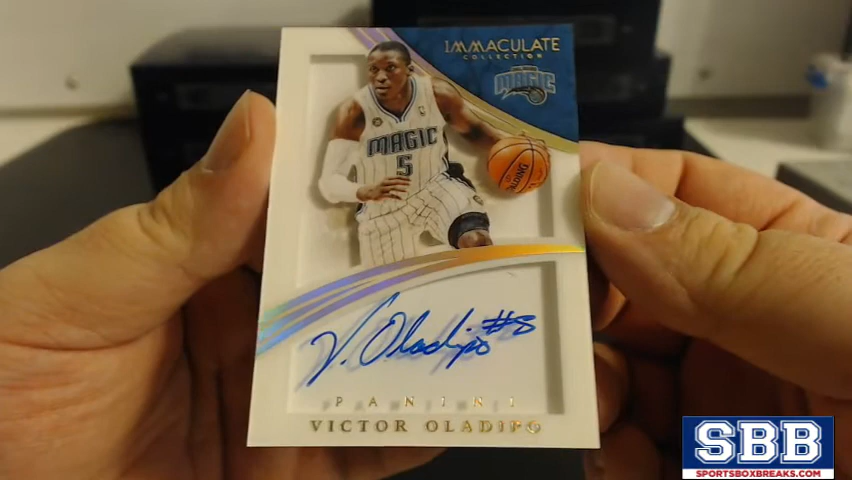 IMMACULATE
COLLECTION
MAGIC
MAGIC
5
SPALDING
V. Oladipo #5
PANINI
VICTOR OLADIPO
SBB
SPORTSBOXBREAKS.COM